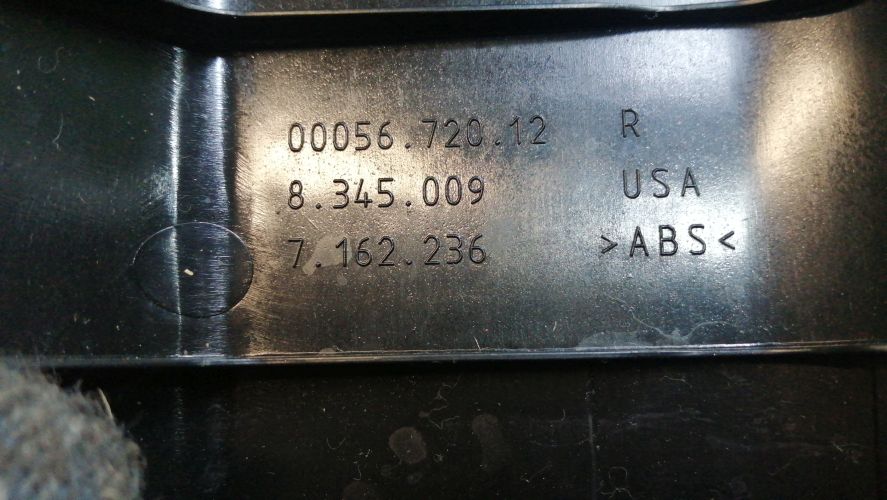 00056.720.12 R
8.345.009 USA
7.162.236 >ABS<